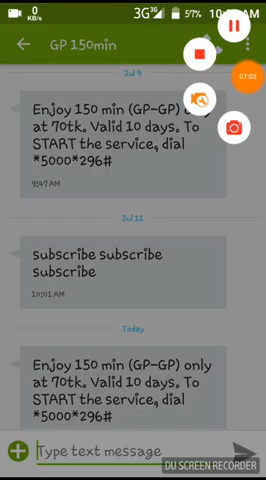 0
KB/s
3G
57%
10
GP 150min
07:03
Jul 9
Enjoy 150 min (GP-GP) only
at 70tk. Valid 10 days. To
START the service, dial
*5000*296#
9:47 AM
Jul 11
subscribe subscribe
subscribe
10:01 AM
Today
Enjoy 150 min (GP-GP) only
at 70tk. Valid 10 days. To
START the service, dial
*5000*296#
Type text message
DU SCREEN RECORDER